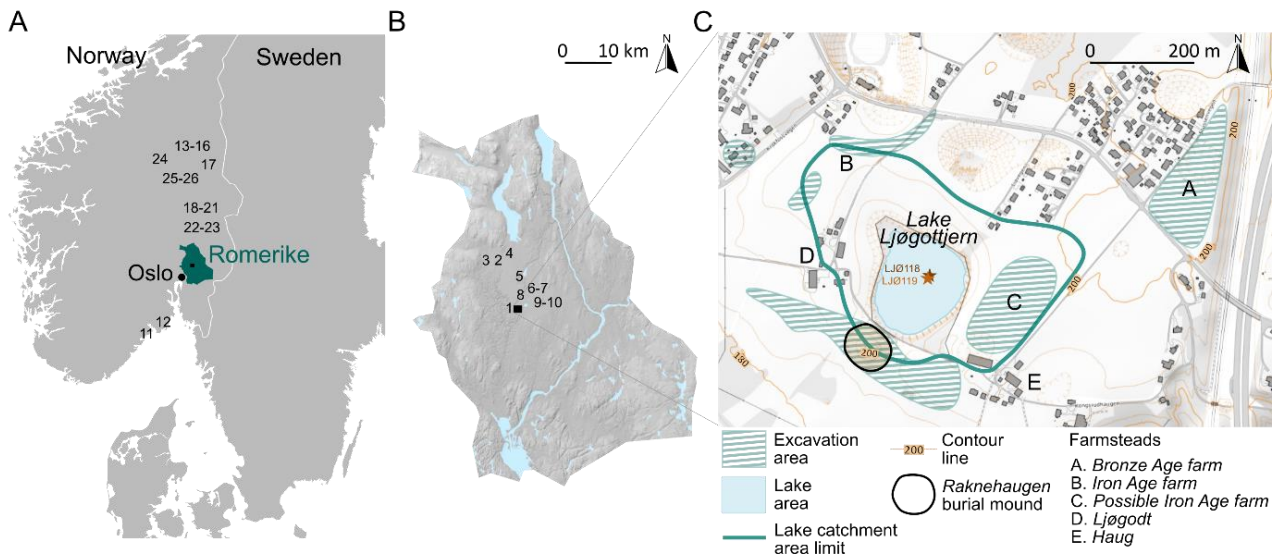 A
Norway
Sweden
13-16
24
17
25-26
18-21
22-23
Romerike
Oslo
12
11
B
0 10 km
N
4
3 2
5
6-7
8
9-10
1
C
0 200 m
N
200
200
A
B
Lake
Ljøgottjern
LJØ118
LJØ119
D
C
200
200
200
180
E
Excavation
area
Lake
area
Lake catchment
area limit
200
Contour
line
Raknehaugen
burial mound
Farmsteads
A. Bronze Age farm
B. Iron Age farm
C. Possible Iron Age farm
D. Ljøgodt
E. Haug